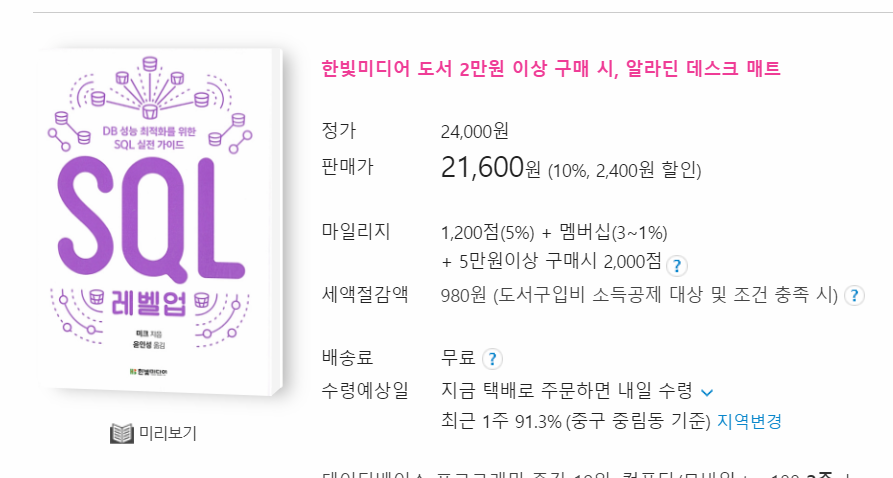 한빛미디어 도서 2만원 이상 구매 시, 알라딘 데스크 매트
DB 성능 최적화를 위한
SQL 실전 가이드
SQL
레벨업
미크 지음
윤인성 옮김
한빛미디어
미리보기
정가 24,000원
판매가 21,600원 (10%, 2,400원 할인)
마일리지 1,200점(5%) + 멤버십(3~1%)
+ 5만원이상 구매시 2,000점 ?
세액절감액 980원 (도서구입비 소득공제 대상 및 조건 충족 시) ?
배송료 무료 ?
수령예상일 지금 택배로 주문하면 내일 수령
최근 1주 91.3% (중구 중림동 기준) 지역변경